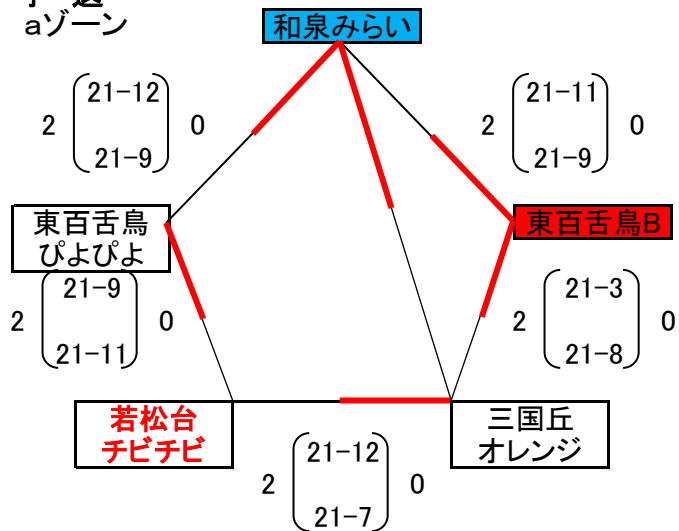 予　選
aゾーン
和泉みらい
2 21-12 0
21-9
2 21-11 0
21-9
東百舌鳥
ぴよぴよ
東百舌鳥B
2 21-9 0
21-11
2 21-3 0
21-8
若松台
チビチビ
三国丘
オレンジ
2 21-12 0
21-7